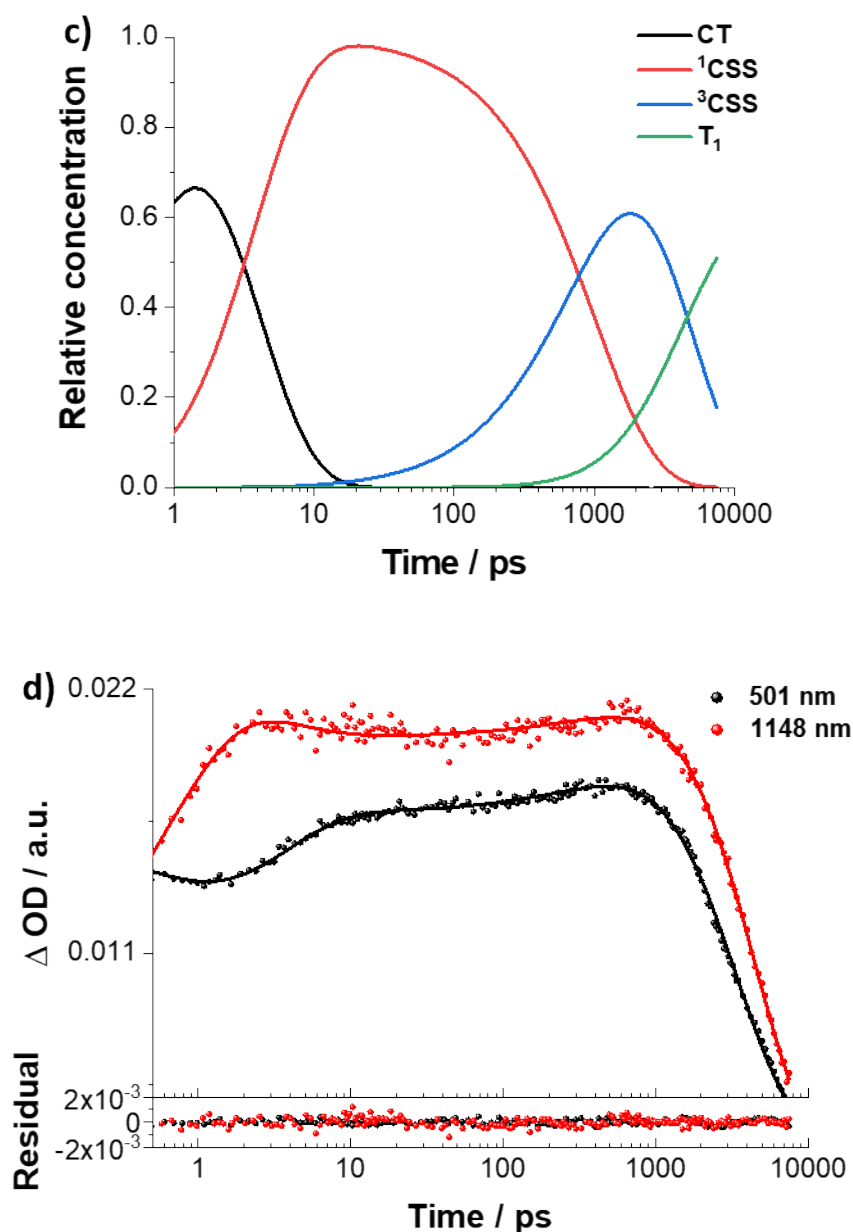 c)
CT
¹CSS
³CSS
T₁
1.0
0.8
0.6
0.4
0.2
0.0
Relative concentration
1 10 100 1000 10000
Time / ps
d)
501 nm
1148 nm
0.022
0.011
Δ OD / a.u.
2x10⁻³
0
-2x10⁻³
Residual
1 10 100 1000 10000
Time / ps